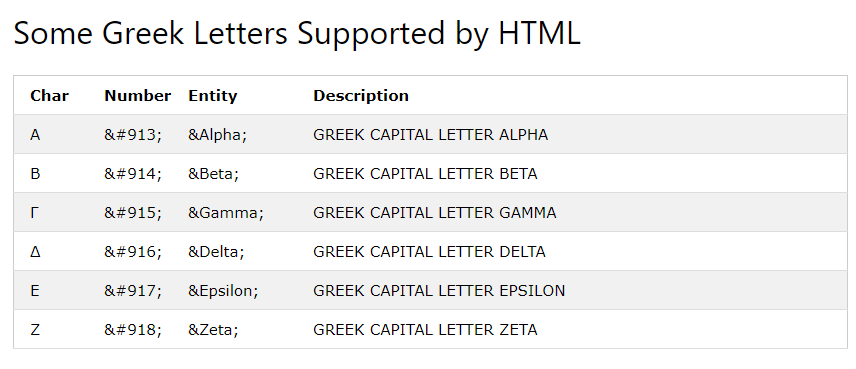 Some Greek Letters Supported by HTML
Char Number Entity Description
Α &#913; &Alpha; GREEK CAPITAL LETTER ALPHA
Β &#914; &Beta; GREEK CAPITAL LETTER BETA
Γ &#915; &Gamma; GREEK CAPITAL LETTER GAMMA
Δ &#916; &Delta; GREEK CAPITAL LETTER DELTA
Ε &#917; &Epsilon; GREEK CAPITAL LETTER EPSILON
Ζ &#918; &Zeta; GREEK CAPITAL LETTER ZETA